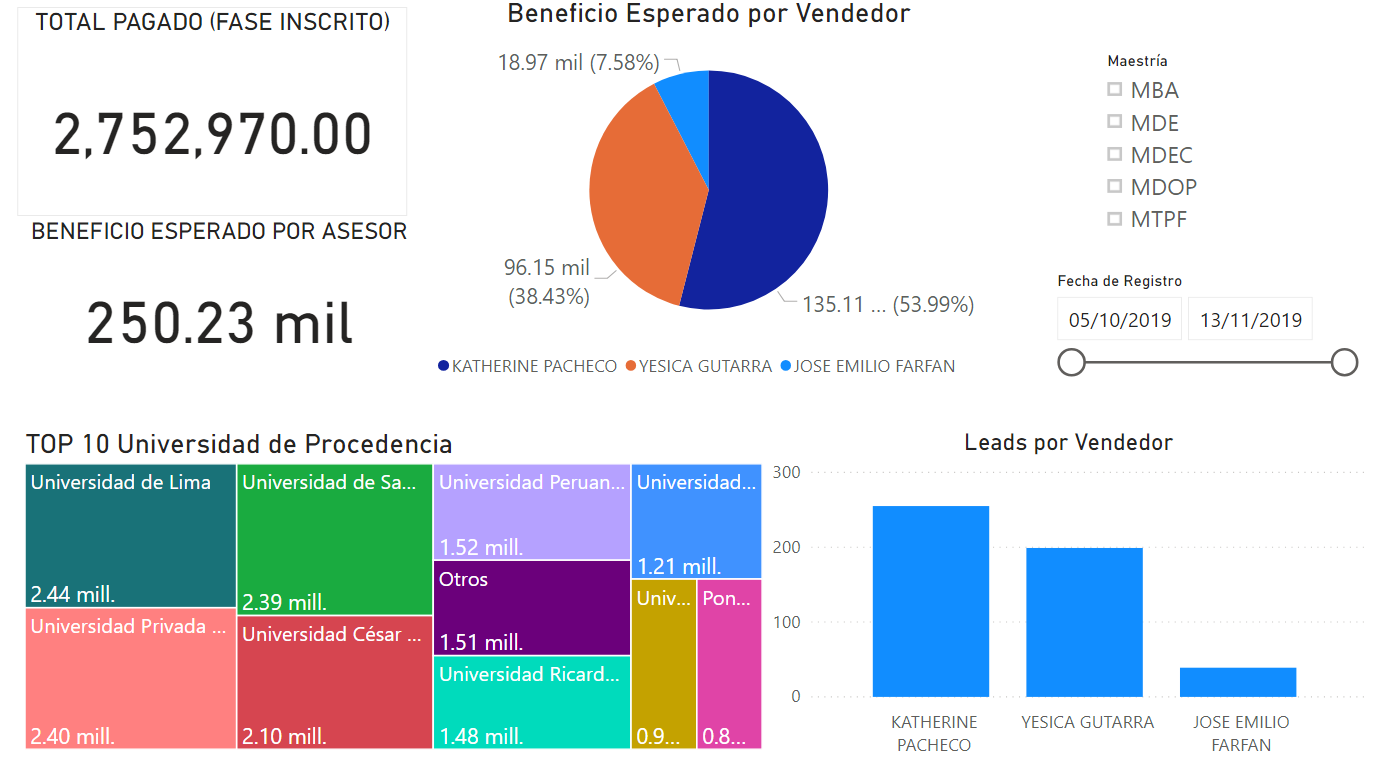 TOTAL PAGADO (FASE INSCRITO)
2,752,970.00
BENEFICIO ESPERADO POR ASESOR
250.23 mil
Beneficio Esperado por Vendedor
18.97 mil (7.58%)
96.15 mil
(38.43%)
135.11 ... (53.99%)
KATHERINE PACHECO YESICA GUTARRA JOSE EMILIO FARFAN
Maestría
MBA
MDE
MDEC
MDOP
MTPF
Fecha de Registro
05/10/2019 13/11/2019
TOP 10 Universidad de Procedencia
Universidad de Lima
2.44 mill.
Universidad Privada ...
2.40 mill.
Universidad de Sa...
2.39 mill.
Universidad César ...
2.10 mill.
Universidad Peruan...
1.52 mill.
Otros
1.51 mill.
Universidad Ricard...
1.48 mill.
Universidad...
1.21 mill.
Univ...
0.9...
Pon...
0.8...
Leads por Vendedor
300
200
100
0
KATHERINE
PACHECO
YESICA GUTARRA
JOSE EMILIO
FARFAN